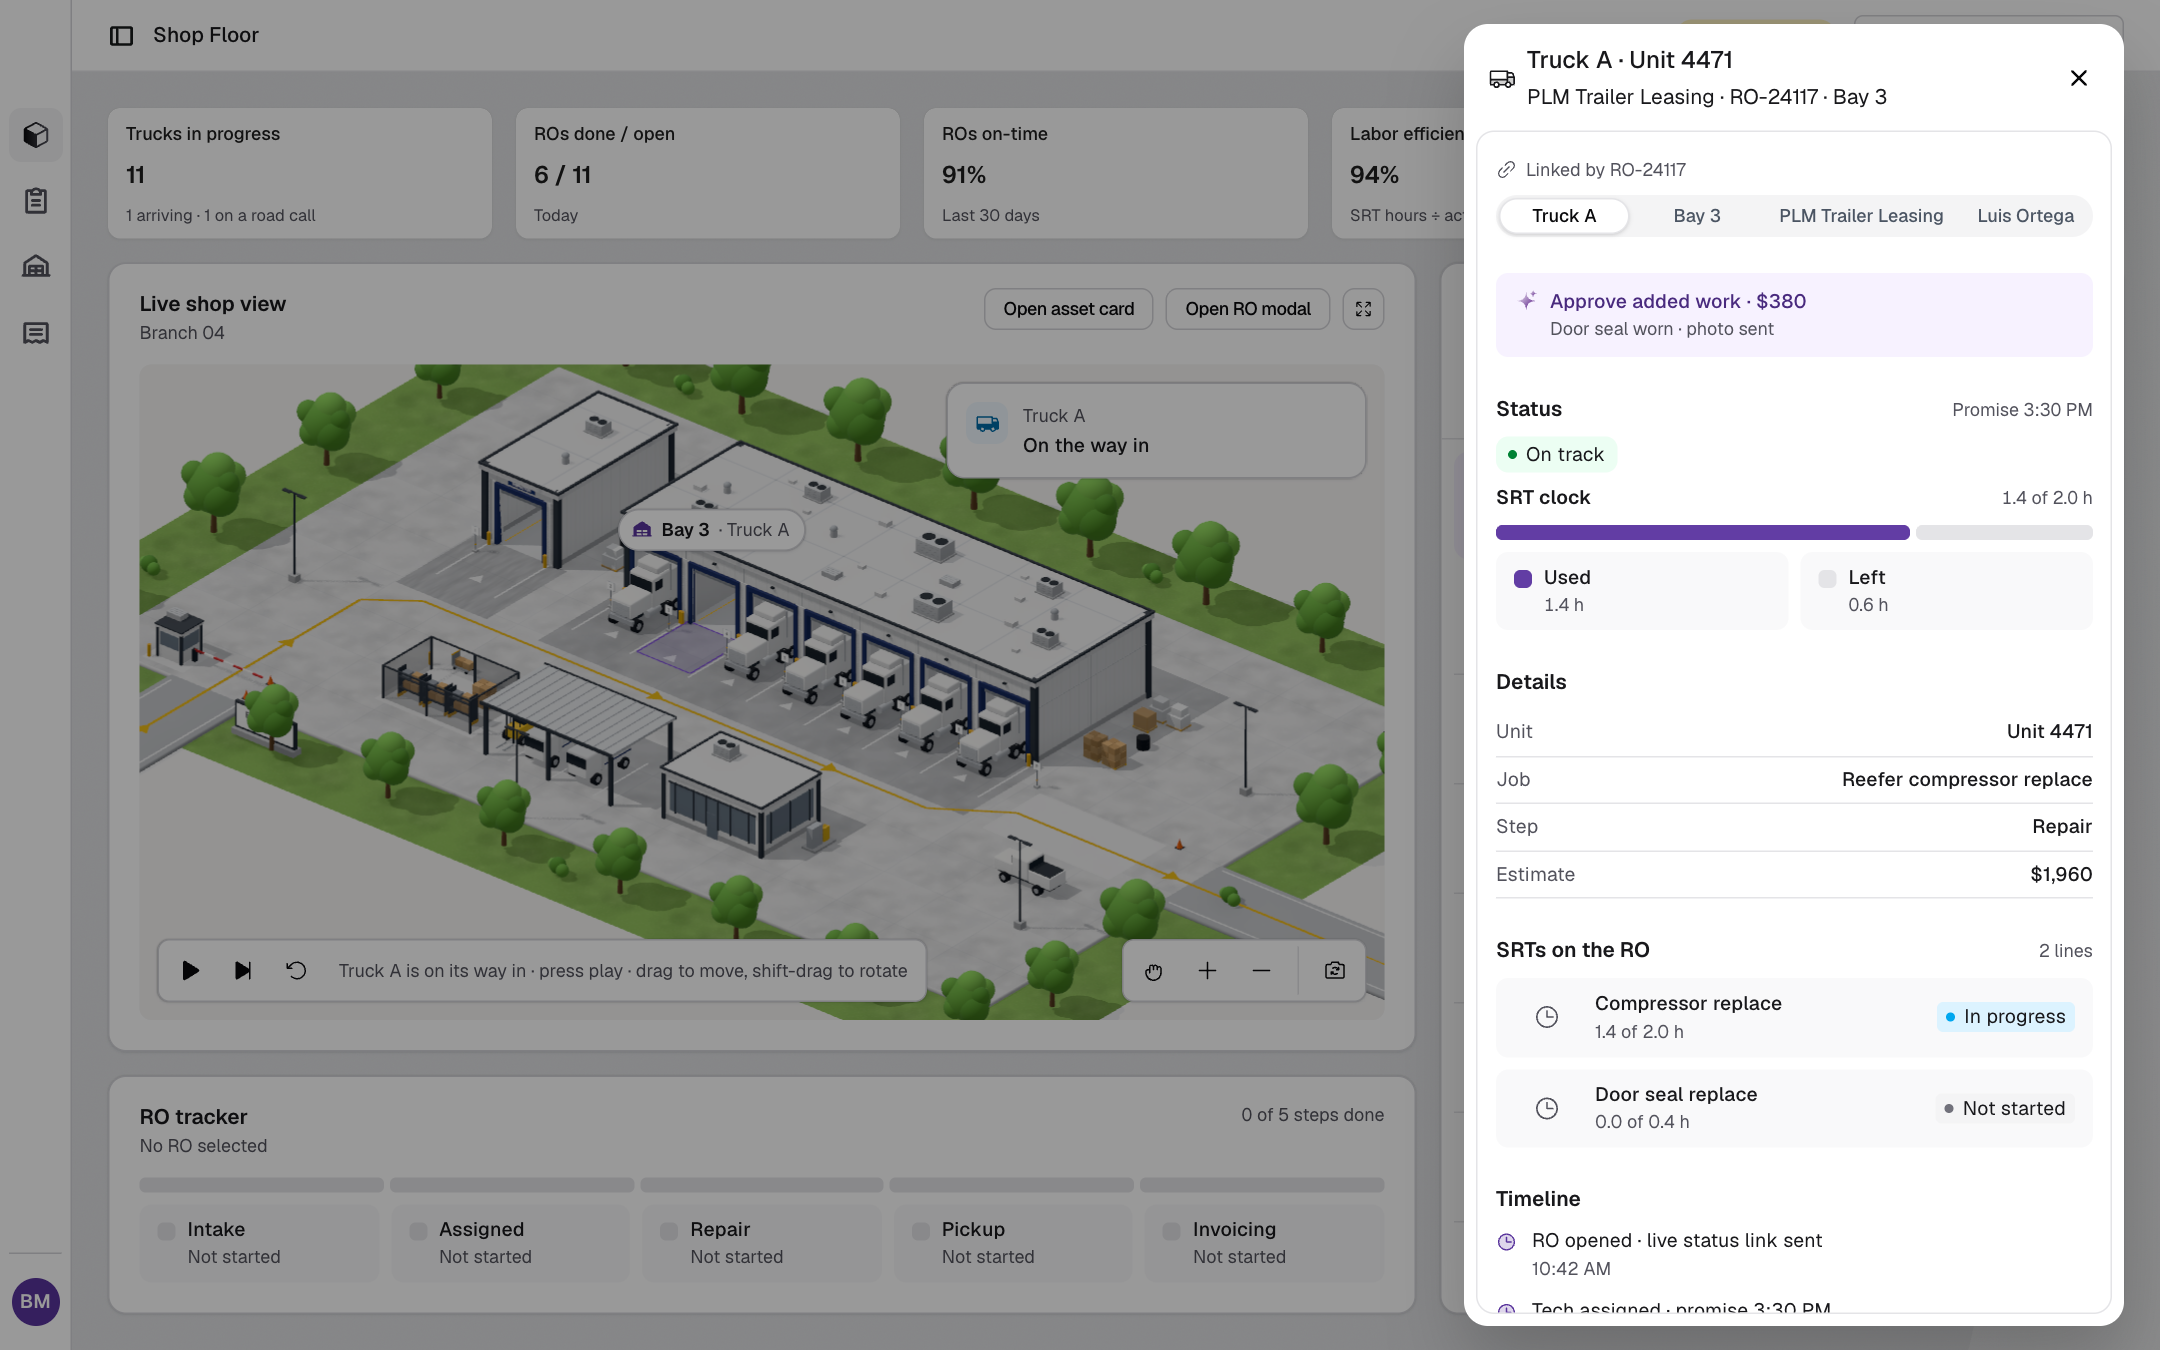 Shop Floor
Trucks in progress
11
1 arriving · 1 on a road call
ROs done / open
6 / 11
Today
ROs on-time
91%
Last 30 days
Labor efficien
94%
SRT hours ÷ ac
Live shop view
Branch 04
Open asset card
Open RO modal
Truck A
On the way in
Bay 3 · Truck A
Truck A is on its way in · press play · drag to move, shift-drag to rotate
RO tracker
No RO selected
0 of 5 steps done
Intake
Not started
Assigned
Not started
Repair
Not started
Pickup
Not started
Invoicing
Not started
BM
Truck A · Unit 4471
PLM Trailer Leasing · RO-24117 · Bay 3
Linked by RO-24117
Truck A
Bay 3
PLM Trailer Leasing
Luis Ortega
Approve added work · $380
Door seal worn · photo sent
Status
Promise 3:30 PM
On track
SRT clock
1.4 of 2.0 h
Used
1.4 h
Left
0.6 h
Details
Unit
Unit 4471
Job
Reefer compressor replace
Step
Repair
Estimate
$1,960
SRTs on the RO
2 lines
Compressor replace
1.4 of 2.0 h
In progress
Door seal replace
0.0 of 0.4 h
Not started
Timeline
RO opened · live status link sent
10:42 AM
Tech assigned · promise 3:30 PM